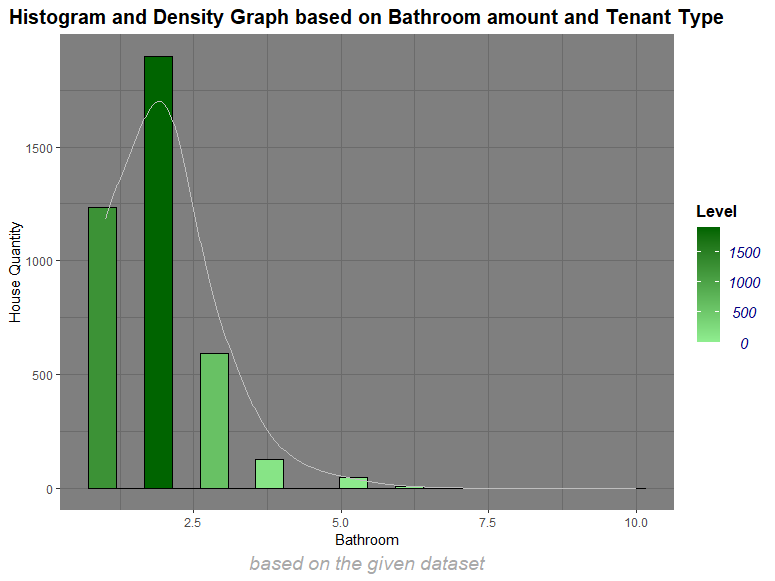 Histogram and Density Graph based on Bathroom amount and Tenant Type
House Quantity
1500
1000
500
0
2.5 5.0 7.5 10.0
Bathroom
based on the given dataset
Level
1500
1000
500
0